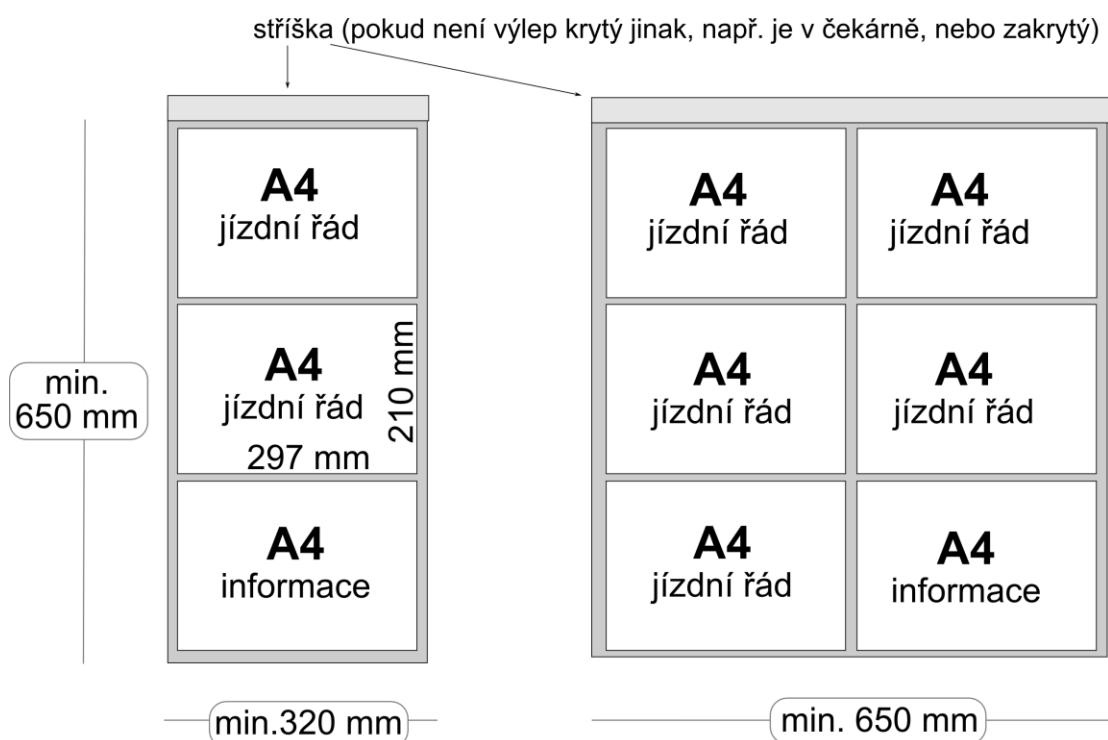 stříška (pokud není výlep krytý jinak, např. je v čekárně, nebo zakrytý)
A4
jízdní řád
A4
jízdní řád
297 mm
210 mm
A4
informace
min.
650 mm
min.320 mm
A4
jízdní řád
A4
jízdní řád
A4
jízdní řád
A4
jízdní řád
A4
jízdní řád
A4
informace
min. 650 mm